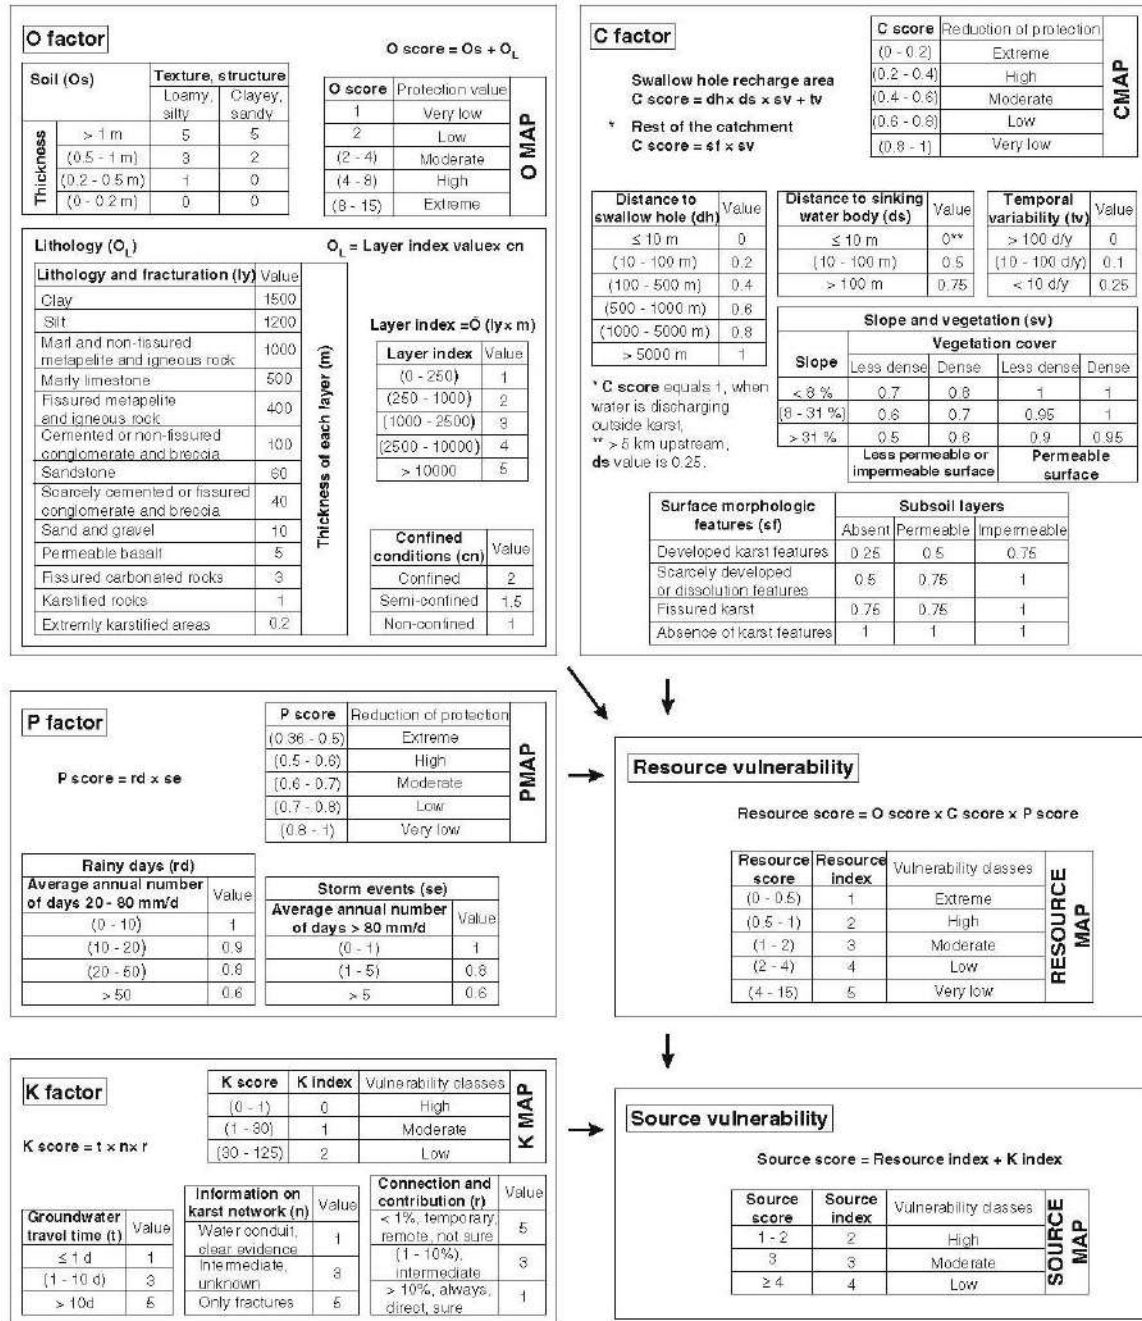 O factor
O score = Os + OL
Soil (Os) Texture, structure
Loamy, silty Clayey, sandy
Thickness
> 1 m 5 5
(0.5 - 1 m) 3 2
(0.2 - 0.5 m) 1 0
(0 - 0.2 m) 0 0
O score Protection value
1 Very low
2 Low
(2 - 4) Moderate
(4 - 8) High
(8 - 15) Extreme
O MAP
Lithology (OL)
OL = Layer index value x cn
Lithology and fracturation (ly) Value
Clay 1500
Silt 1200
Marl and non-fissured
metapelite and igneous rock 1000
Marly limestone 500
Fissured metapelite
and igneous rock 400
Cemented or non-fissured
conglomerate and breccia 100
Sandstone 60
Scarcely cemented or fissured
conglomerate and breccia 40
Sand and gravel 10
Permeable basalt 5
Fissured carbonated rocks 3
Karstified rocks 1
Extremly karstified areas 0.2
Thickness of each layer (m)
Layer index = Ó (ly x m)
Layer index Value
(0 - 250) 1
(250 - 1000) 2
(1000 - 2500) 3
(2500 - 10000) 4
> 10000 5
Confined
conditions (cn) Value
Confined 2
Semi-confined 1.5
Non-confined 1
C factor
Swallow hole recharge area
C score = dh x ds x sv + tv
* Rest of the catchment
C score = sf x sv
C score Reduction of protection
(0 - 0.2) Extreme
(0.2 - 0.4) High
(0.4 - 0.6) Moderate
(0.6 - 0.8) Low
(0.8 - 1) Very low
CMAP
Distance to
swallow hole (dh) Value
≤ 10 m 0
(10 - 100 m) 0.2
(100 - 500 m) 0.4
(500 - 1000 m) 0.6
(1000 - 5000 m) 0.8
> 5000 m 1
Distance to sinking
water body (ds) Value
≤ 10 m 0**
(10 - 100 m) 0.5
> 100 m 0.75
Temporal
variability (tv) Value
> 100 d/y 0
(10 - 100 d/y) 0.1
< 10 d/y 0.25
* C score equals 1, when
water is discharging
outside karst,
** > 5 km upstream,
ds value is 0.25.
Slope and vegetation (sv)
Slope Vegetation cover
Less dense Dense Less dense Dense
< 8 % 0.7 0.8 1 1
(8 - 31 %) 0.6 0.7 0.95 1
> 31 % 0.5 0.6 0.9 0.95
Less permeable or
impermeable surface
Permeable
surface
Surface morphologic
features (sf)
Subsoil layers
Absent Permeable Impermeable
Developed karst features 0.25 0.5 0.75
Scarcely developed
or dissolution features 0.5 0.75 1
Fissured karst 0.75 0.75 1
Absence of karst features 1 1 1
P factor
P score = rd x se
P score Reduction of protection
(0.36 - 0.5) Extreme
(0.5 - 0.6) High
(0.6 - 0.7) Moderate
(0.7 - 0.8) Low
(0.8 - 1) Very low
PMAP
Rainy days (rd)
Average annual number
of days 20 - 80 mm/d Value
(0 - 10) 1
(10 - 20) 0.9
(20 - 50) 0.8
> 50 0.6
Storm events (se)
Average annual number
of days > 80 mm/d Value
(0 - 1) 1
(1 - 5) 0.8
> 5 0.6
Resource vulnerability
Resource score = O score x C score x P score
Resource
score
Resource
index
Vulnerability classes
(0 - 0.5) 1 Extreme
(0.5 - 1) 2 High
(1 - 2) 3 Moderate
(2 - 4) 4 Low
(4 - 15) 5 Very low
RESOURCE
MAP
K factor
K score = t x n x r
K score K index Vulnerability classes
(0 - 1) 0 High
(1 - 30) 1 Moderate
(30 - 125) 2 Low
K MAP
Groundwater
travel time (t) Value
≤ 1 d 1
(1 - 10 d) 3
> 10d 5
Information on
karst network (n) Value
Water conduit,
clear evidence 1
Intermediate,
unknown 3
Only fractures 5
Connection and
contribution (r) Value
< 1%, temporary,
remote, not sure 5
(1 - 10%),
intermediate 3
> 10%, always,
direct, sure 1
Source vulnerability
Source score = Resource index + K index
Source
score
Source
index
Vulnerability classes
1 - 2 2 High
3 3 Moderate
≥ 4 4 Low
SOURCE
MAP